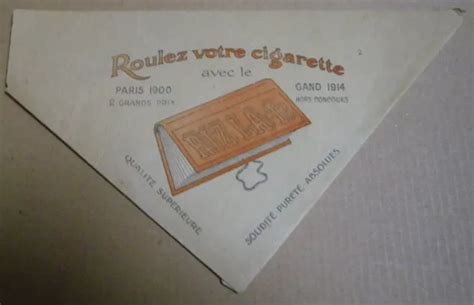 Roulez votre cigarette
avec le
PARIS 1900
2 GRANDS PRIX
GAND 1914
HORS CONCOURS
RIZ LA
QUALITÉ SUPÉRIEURE
SOLIDITÉ PURETÉ ABSOLUES